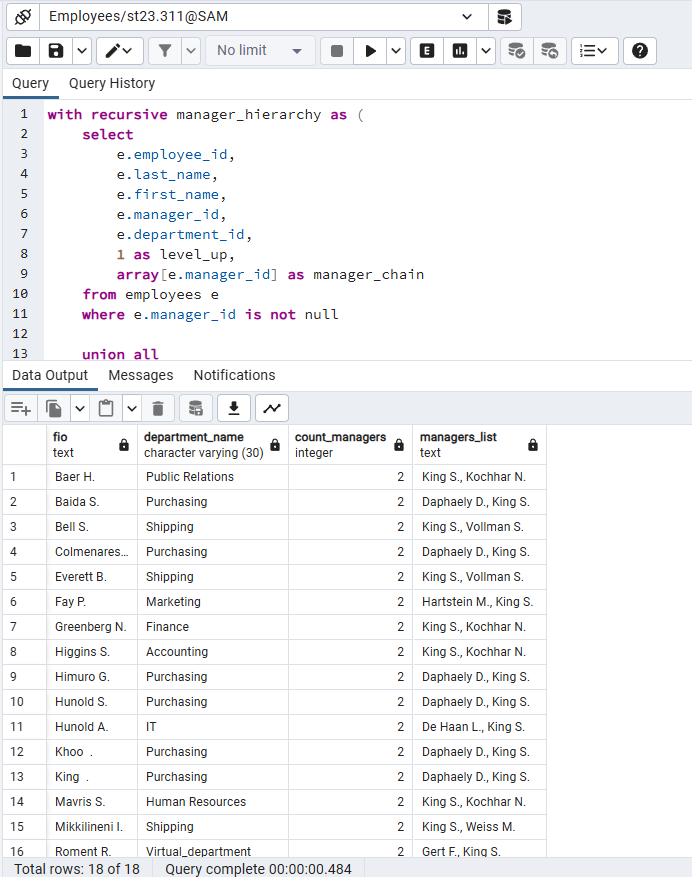 Employees/st23.311@SAM
No limit
E
Query Query History
1 with recursive manager_hierarchy as (
2 select
3 e.employee_id,
4 e.last_name,
5 e.first_name,
6 e.manager_id,
7 e.department_id,
8 1 as level_up,
9 array[e.manager_id] as manager_chain
10 from employees e
11 where e.manager_id is not null
12
13 union all
Data Output Messages Notifications
fio department_name count_managers managers_list
text character varying (30) integer text
1 Baer H. Public Relations 2 King S., Kochhar N.
2 Baida S. Purchasing 2 Daphaely D., King S.
3 Bell S. Shipping 2 King S., Vollman S.
4 Colmenares... Purchasing 2 Daphaely D., King S.
5 Everett B. Shipping 2 King S., Vollman S.
6 Fay P. Marketing 2 Hartstein M., King S.
7 Greenberg N. Finance 2 King S., Kochhar N.
8 Higgins S. Accounting 2 King S., Kochhar N.
9 Himuro G. Purchasing 2 Daphaely D., King S.
10 Hunold S. Purchasing 2 Daphaely D., King S.
11 Hunold A. IT 2 De Haan L., King S.
12 Khoo . Purchasing 2 Daphaely D., King S.
13 King . Purchasing 2 Daphaely D., King S.
14 Mavris S. Human Resources 2 King S., Kochhar N.
15 Mikkilineni I. Shipping 2 King S., Weiss M.
16 Roment R. Virtual_department 2 Gert F., King S.
Total rows: 18 of 18 Query complete 00:00:00.484